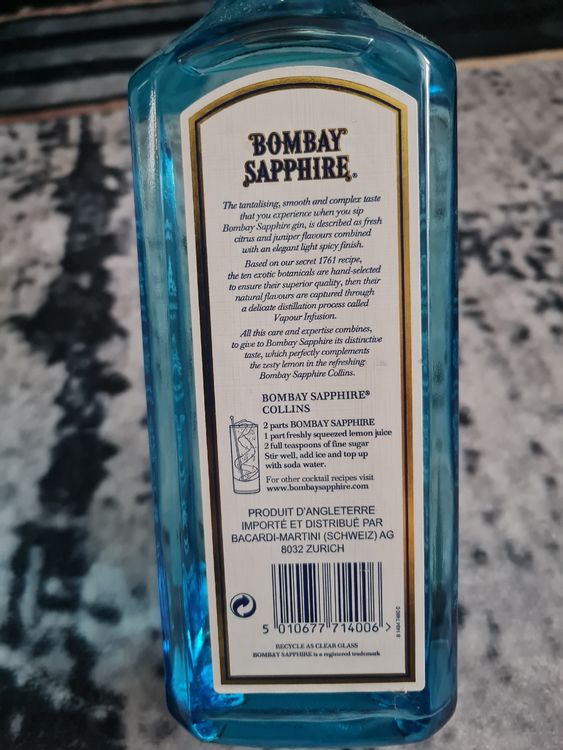 BOMBAY
SAPPHIRE®
The tantalising, smooth and complex taste
that you experience when you sip
Bombay Sapphire gin, is described as fresh
citrus and juniper flavours combined
with an elegant light spicy finish.
Based on our secret 1761 recipe,
the ten exotic botanicals are hand-selected
to ensure their superior quality, then their
natural flavours are captured through
a delicate distillation process called
Vapour Infusion.
All this care and expertise combines,
to give to Bombay Sapphire its distinctive
taste, which perfectly complements
the zesty lemon in the refreshing
Bombay Sapphire Collins.
BOMBAY SAPPHIRE®
COLLINS
2 parts BOMBAY SAPPHIRE
1 part freshly squeezed lemon juice
2 full teaspoons of fine sugar
Stir well, add ice and top up
with soda water.
For other cocktail recipes visit
www.bombaysapphire.com
PRODUIT D'ANGLETERRE
IMPORTÉ ET DISTRIBUÉ PAR
BACARDI-MARTINI (SCHWEIZ) AG
8032 ZURICH
5 010677 714006 >
RECYCLE AS CLEAR GLASS
BOMBAY SAPPHIRE is a registered trademark